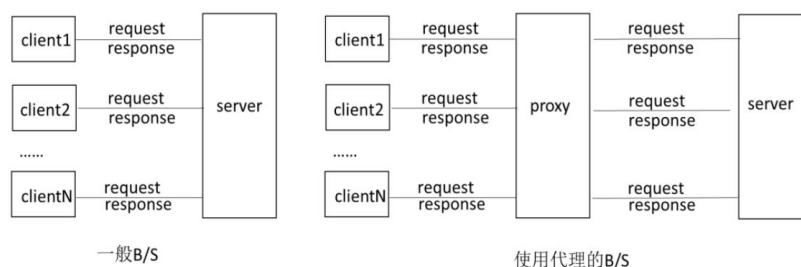 client1
request
response
client2
request
response
server
……
clientN
request
response
一般B/S
client1
request
response
request
response
client2
request
response
proxy
request
response
server
……
clientN
request
response
request
response
使用代理的B/S